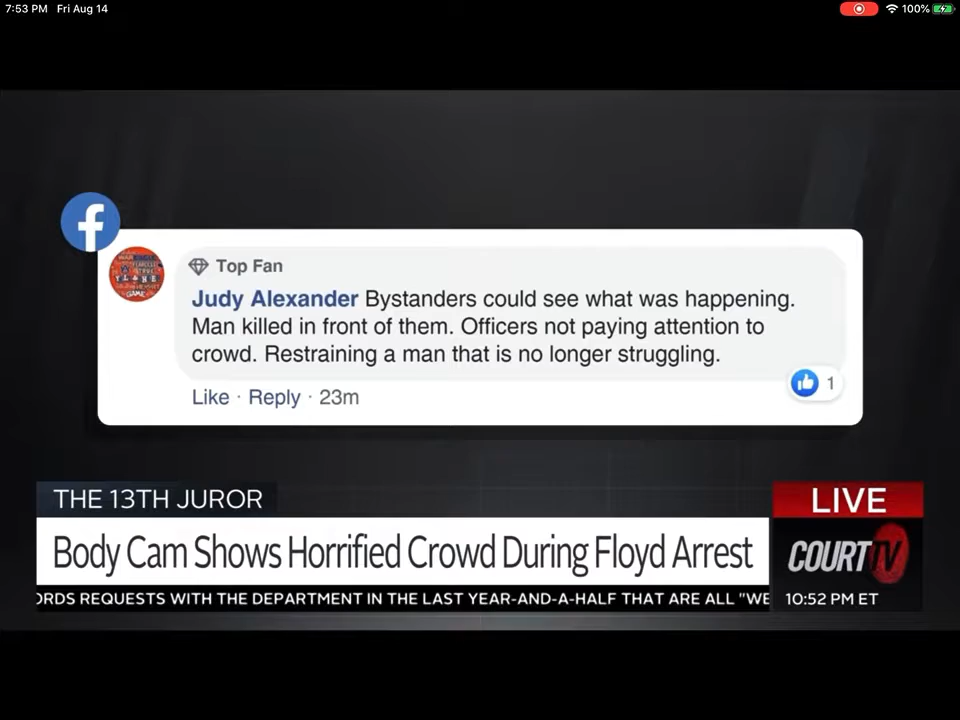 7:53 PM Fri Aug 14
100%
f
Top Fan
Judy Alexander Bystanders could see what was happening.
Man killed in front of them. Officers not paying attention to
crowd. Restraining a man that is no longer struggling.
1
Like · Reply · 23m
THE 13TH JUROR
LIVE
Body Cam Shows Horrified Crowd During Floyd Arrest
COURT TV
ORDS REQUESTS WITH THE DEPARTMENT IN THE LAST YEAR-AND-A-HALF THAT ARE ALL "WE
10:52 PM ET